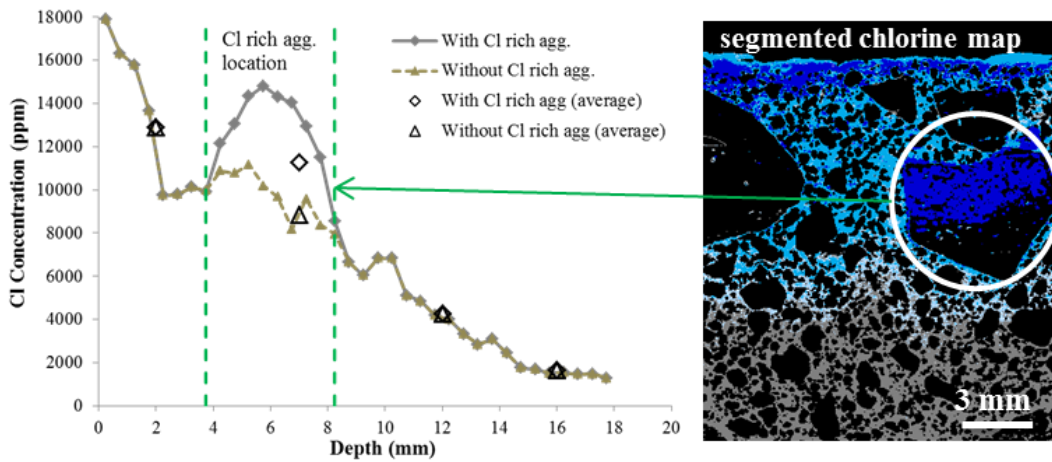 18000
16000
14000
12000
10000
8000
6000
4000
2000
0
Cl Concentration (ppm)
0 2 4 6 8 10 12 14 16 18 20
Depth (mm)
Cl rich agg.
location
With Cl rich agg.
Without Cl rich agg.
With Cl rich agg (average)
Without Cl rich agg (average)
segmented chlorine map
3 mm